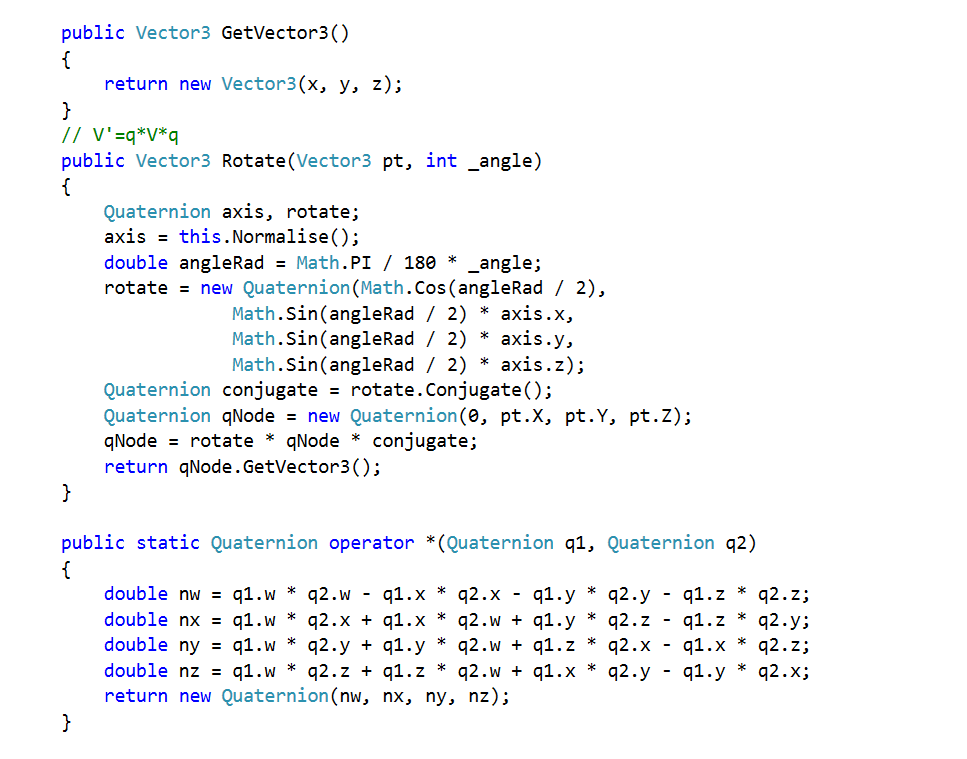 public Vector3 GetVector3()
{
    return new Vector3(x, y, z);
}
// V'=q*V*q
public Vector3 Rotate(Vector3 pt, int _angle)
{
    Quaternion axis, rotate;
    axis = this.Normalise();
    double angleRad = Math.PI / 180 * _angle;
    rotate = new Quaternion(Math.Cos(angleRad / 2),
                Math.Sin(angleRad / 2) * axis.x,
                Math.Sin(angleRad / 2) * axis.y,
                Math.Sin(angleRad / 2) * axis.z);
    Quaternion conjugate = rotate.Conjugate();
    Quaternion qNode = new Quaternion(0, pt.X, pt.Y, pt.Z);
    qNode = rotate * qNode * conjugate;
    return qNode.GetVector3();
}

public static Quaternion operator *(Quaternion q1, Quaternion q2)
{
    double nw = q1.w * q2.w - q1.x * q2.x - q1.y * q2.y - q1.z * q2.z;
    double nx = q1.w * q2.x + q1.x * q2.w + q1.y * q2.z - q1.z * q2.y;
    double ny = q1.w * q2.y + q1.y * q2.w + q1.z * q2.x - q1.x * q2.z;
    double nz = q1.w * q2.z + q1.z * q2.w + q1.x * q2.y - q1.y * q2.x;
    return new Quaternion(nw, nx, ny, nz);
}